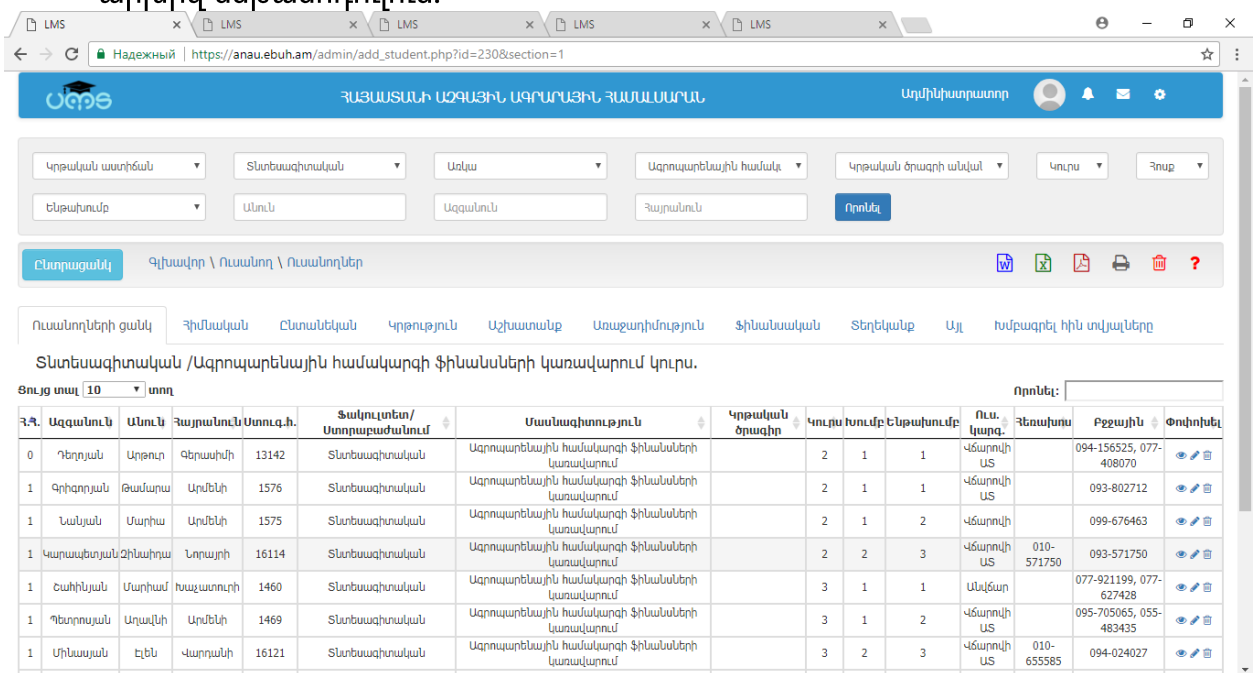 LMS LMS LMS LMS LMS
Надежный | https://anau.ebuh.am/admin/add_student.php?id=230&section=1
ՀԱՅԱՍՏԱՆԻ ԱԶԳԱՅԻՆ ԱԳՐԱՐԱՅԻՆ ՀԱՄԱԼՍԱՐԱՆ Ադմինիստրատոր
Կրթական աստիճան Տնտեսագիտական Առկա Ագրոպարենային համակ Կրթական ծրագրի անվան Կուրս Հոսք
Ենթախումբ Անուն Ազգանուն Հայրանուն Որոնել
Ընտրացանկ Գլխավոր \ Ուսանող \ Ուսանողներ
Ուսանողների ցանկ Հիմնական Ընտանեկան Կրթություն Աշխատանք Առաջադիմություն Ֆինանսական Տեղեկանք Այլ Խմբագրել հին տվյալները
Տնտեսագիտական /Ագրոպարենային համակարգի ֆինանսների կառավարում կուրս.
Ցույց տալ 10 տող Որոնել:
Հ.Հ. Ազգանուն Անուն Հայրանուն Ստուգ.հ. Ֆակուլտետ/ Ստորաբաժանում Մասնագիտություն Կրթական ծրագիր Կուրս Խումբ Ենթախումբ Ուս. կարգ. Հեռախոս Բջջային Փոփոխել
0 Դեղոյան Արթուր Գերասիմի 13142 Տնտեսագիտական Ագրոպարենային համակարգի ֆինանսների կառավարում 2 1 1 Վճարովի ԱՏ 094-156525, 077-408070
1 Գրիգորյան Թամարա Արմենի 1576 Տնտեսագիտական Ագրոպարենային համակարգի ֆինանսների կառավարում 2 1 1 Վճարովի ԱՏ 093-802712
1 Նանյան Մարիա Արմենի 1575 Տնտեսագիտական Ագրոպարենային համակարգի ֆինանսների կառավարում 2 1 2 Վճարովի 099-676463
1 Կարապետյան Զինաիդա Նորայրի 16114 Տնտեսագիտական Ագրոպարենային համակարգի ֆինանսների կառավարում 2 2 3 Վճարովի ԱՏ 010-571750 093-571750
1 Շահինյան Մարիամ Խաչատուրի 1460 Տնտեսագիտական Ագրոպարենային համակարգի ֆինանսների կառավարում 3 1 1 Անվճար 077-921199, 077-627428
1 Պետրոսյան Աղավնի Արմենի 1469 Տնտեսագիտական Ագրոպարենային համակարգի ֆինանսների կառավարում 3 1 2 Վճարովի ԱՏ 095-705065, 055-483435
1 Մինասյան Էլեն Վարդանի 16121 Տնտեսագիտական Ագրոպարենային համակարգի ֆինանսների կառավարում 3 2 3 Վճարովի ԱՏ 010-655585 094-024027